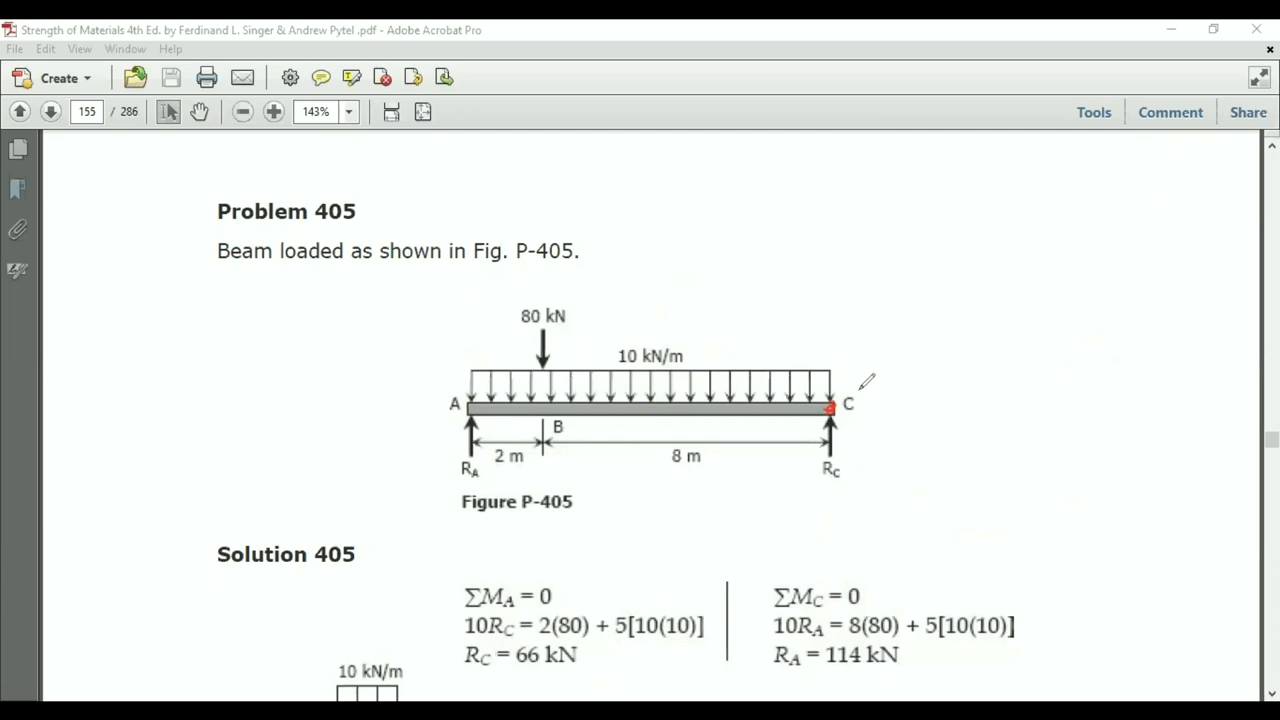 Strength of Materials 4th Ed. by Ferdinand L. Singer & Andrew Pytel .pdf - Adobe Acrobat Pro
File Edit View Window Help
Create
155 / 286 143% Tools Comment Share
Problem 405
Beam loaded as shown in Fig. P-405.
80 kN
10 kN/m
A C
B
2 m 8 m
RA RC
Figure P-405
Solution 405
∑MA = 0
10RC = 2(80) + 5[10(10)]
RC = 66 kN
∑MC = 0
10RA = 8(80) + 5[10(10)]
RA = 114 kN
10 kN/m